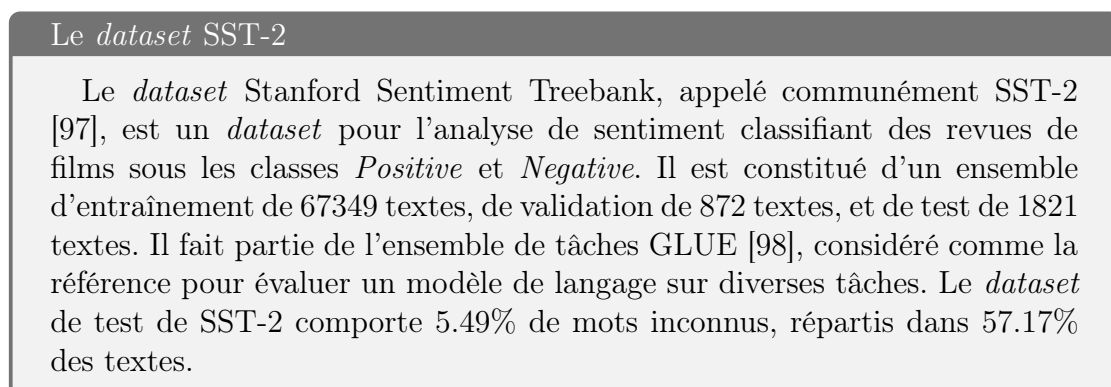 Le dataset SST-2
Le dataset Stanford Sentiment Treebank, appelé communément SST-2
[97], est un dataset pour l'analyse de sentiment classifiant des revues de
films sous les classes Positive et Negative. Il est constitué d'un ensemble
d'entraînement de 67349 textes, de validation de 872 textes, et de test de 1821
textes. Il fait partie de l'ensemble de tâches GLUE [98], considéré comme la
référence pour évaluer un modèle de langage sur diverses tâches. Le dataset
de test de SST-2 comporte 5.49% de mots inconnus, répartis dans 57.17%
des textes.